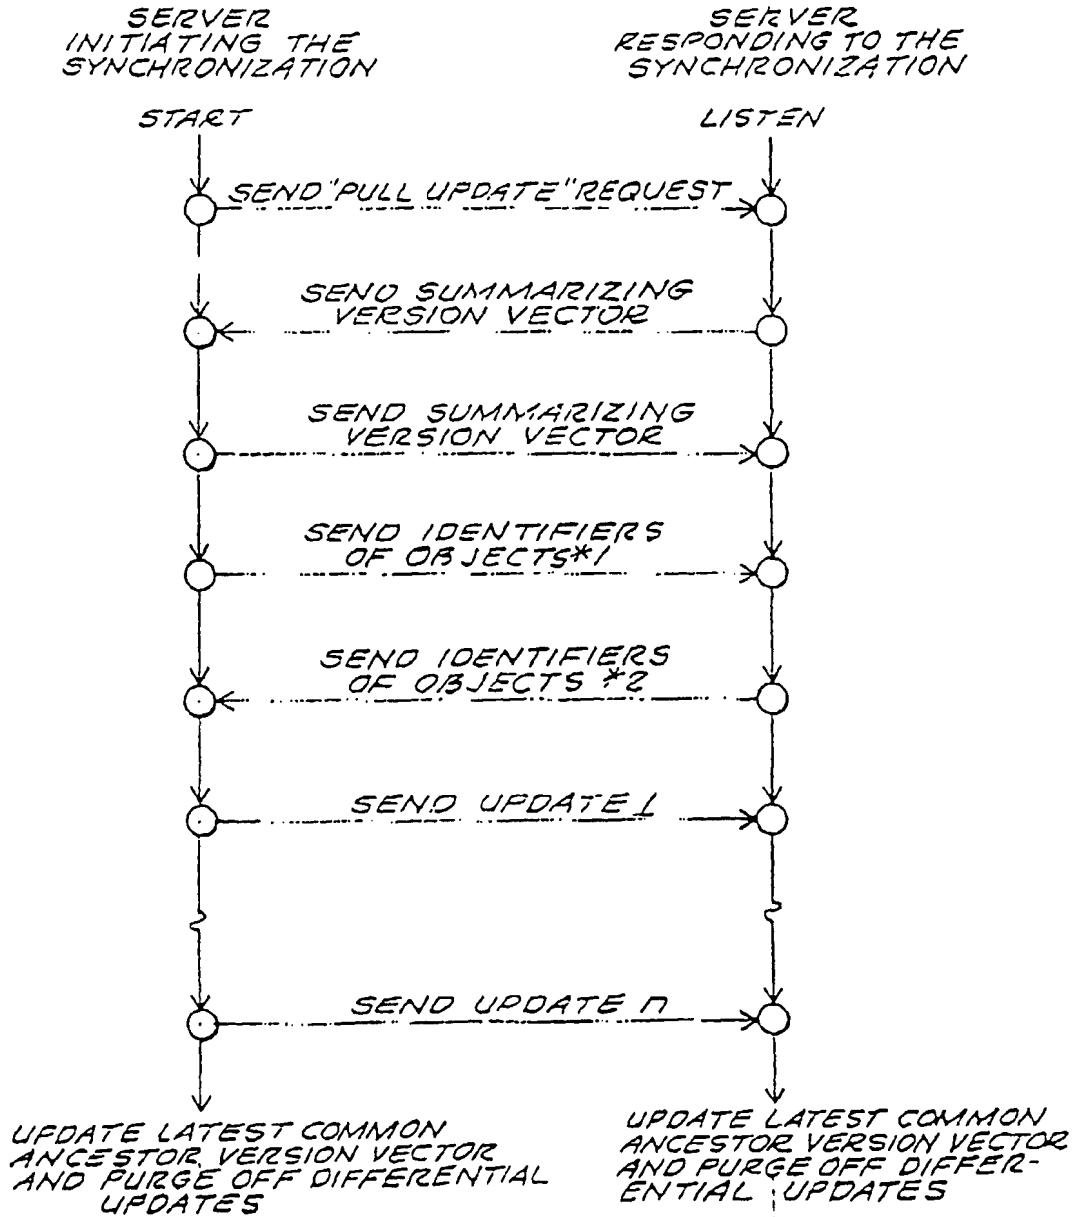 SERVER
INITIATING THE
SYNCHRONIZATION
SERVER
RESPONDING TO THE
SYNCHRONIZATION
START
LISTEN
SEND "PULL UPDATE" REQUEST
SEND SUMMARIZING
VERSION VECTOR
SEND SUMMARIZING
VERSION VECTOR
SEND IDENTIFIERS
OF OBJECTS*1
SEND IDENTIFIERS
OF OBJECTS *2
SEND UPDATE 1
SEND UPDATE n
UPDATE LATEST COMMON
ANCESTOR VERSION VECTOR
AND PURGE OFF DIFFERENTIAL
UPDATES
UPDATE LATEST COMMON
ANCESTOR VERSION VECTOR
AND PURGE OFF DIFFER-
ENTIAL UPDATES